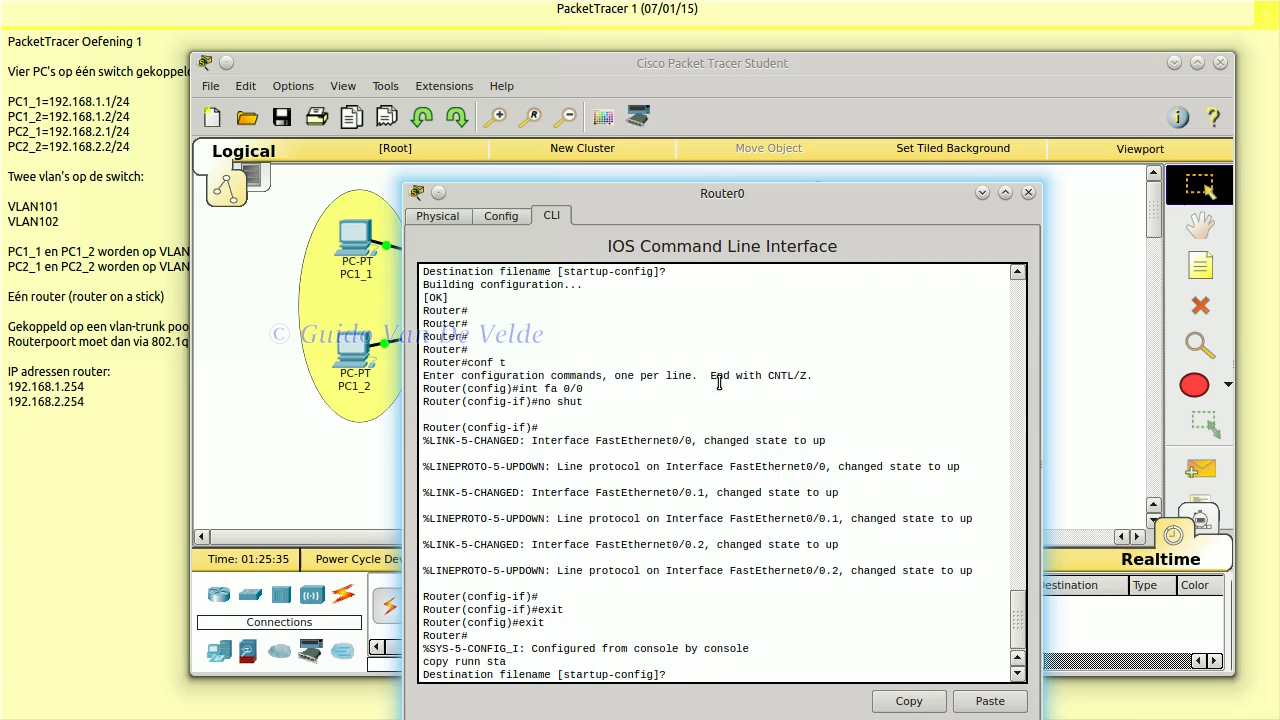 PacketTracer 1 (07/01/15)
PacketTracer Oefening 1
Vier PC's op één switch gekoppeld
PC1_1=192.168.1.1/24
PC1_2=192.168.1.2/24
PC2_1=192.168.2.1/24
PC2_2=192.168.2.2/24
Twee vlan's op de switch:
VLAN101
VLAN102
PC1_1 en PC1_2 worden op VLAN
PC2_1 en PC2_2 worden op VLAN
Eén router (router on a stick)
Gekoppeld op een vlan-trunk poo
Routerpoort moet dan via 802.1q
IP adressen router:
192.168.1.254
192.168.2.254
Cisco Packet Tracer Student
File Edit Options View Tools Extensions Help
Logical [Root] New Cluster Move Object Set Tiled Background Viewport
PC-PT
PC1_1
PC-PT
PC1_2
© Guido Van De Velde
Router0
Physical Config CLI
IOS Command Line Interface
Destination filename [startup-config]?
Building configuration...
[OK]
Router#
Router#
Router#
Router#
Router#conf t
Enter configuration commands, one per line.  End with CNTL/Z.
Router(config)#int fa 0/0
Router(config-if)#no shut
Router(config-if)#
%LINK-5-CHANGED: Interface FastEthernet0/0, changed state to up
%LINEPROTO-5-UPDOWN: Line protocol on Interface FastEthernet0/0, changed state to up
%LINK-5-CHANGED: Interface FastEthernet0/0.1, changed state to up
%LINEPROTO-5-UPDOWN: Line protocol on Interface FastEthernet0/0.1, changed state to up
%LINK-5-CHANGED: Interface FastEthernet0/0.2, changed state to up
%LINEPROTO-5-UPDOWN: Line protocol on Interface FastEthernet0/0.2, changed state to up
Router(config-if)#
Router(config-if)#exit
Router(config)#exit
Router#
%SYS-5-CONFIG_I: Configured from console by console
copy runn sta
Destination filename [startup-config]?
Copy Paste
Time: 01:25:35 Power Cycle Dev
Realtime
Connections
estination Type Color